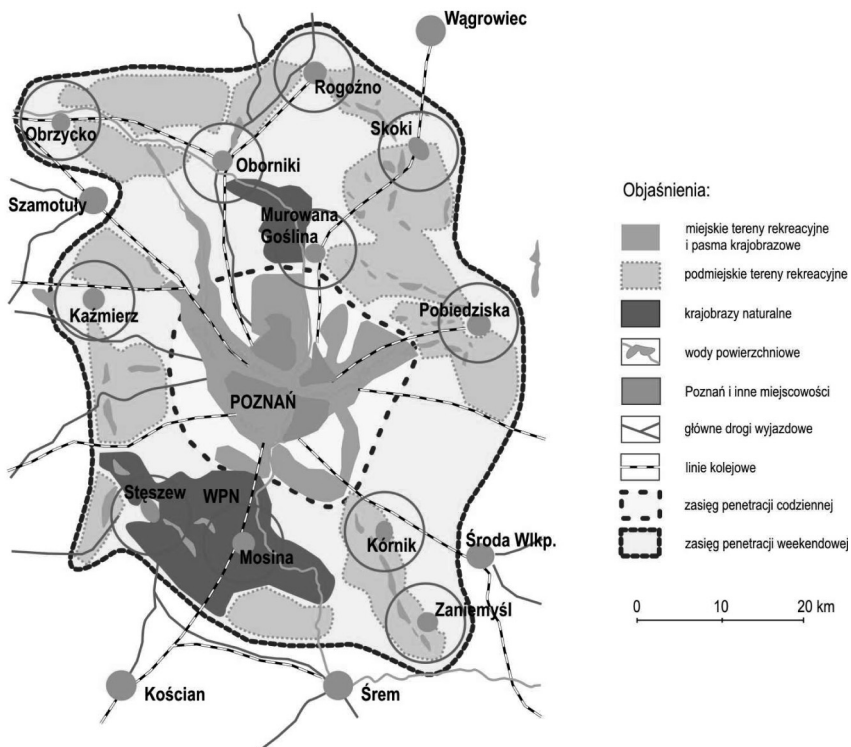 Wągrowiec
Rogoźno
Skoki
Obrzycko
Oborniki
Szamotuły
Murowana
Goślina
Kaźmierz
Pobiedziska
POZNAŃ
Stęszew
WPN
Mosina
Kórnik
Środa Wlkp.
Zaniemyśl
Kościan
Śrem
Objaśnienia:
miejskie tereny rekreacyjne
i pasma krajobrazowe
podmiejskie tereny rekreacyjne
krajobrazy naturalne
wody powierzchniowe
Poznań i inne miejscowości
główne drogi wyjazdowe
linie kolejowe
zasięg penetracji codziennej
zasięg penetracji weekendowej
0 10 20 km